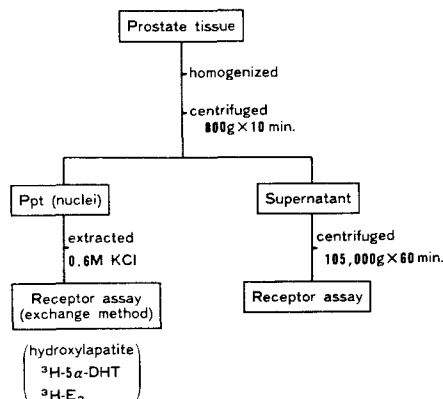 Prostate tissue
homogenized
centrifuged
800g×10 min.
Ppt (nuclei)
extracted
0.6M KCl
Receptor assay
(exchange method)
(hydroxylapatite
³H-5α-DHT
³H-E₂)
Supernatant
centrifuged
105,000g×60 min.
Receptor assay